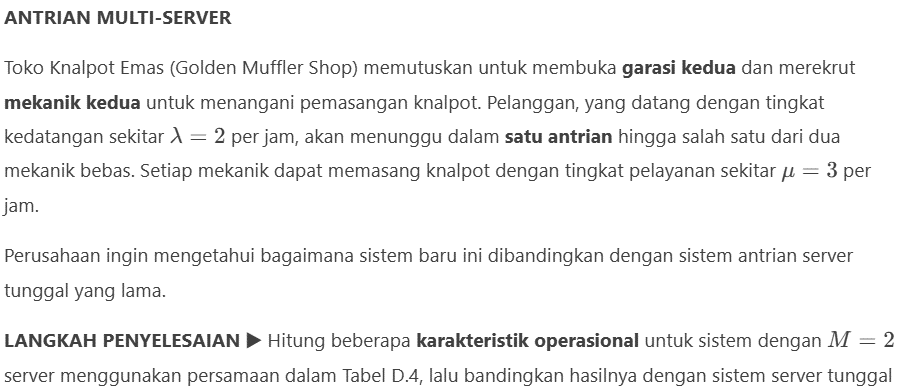 ANTRIAN MULTI-SERVER
Toko Knalpot Emas (Golden Muffler Shop) memutuskan untuk membuka garasi kedua dan merekrut
mekanik kedua untuk menangani pemasangan knalpot. Pelanggan, yang datang dengan tingkat
kedatangan sekitar λ = 2 per jam, akan menunggu dalam satu antrian hingga salah satu dari dua
mekanik bebas. Setiap mekanik dapat memasang knalpot dengan tingkat pelayanan sekitar μ = 3 per
jam.
Perusahaan ingin mengetahui bagaimana sistem baru ini dibandingkan dengan sistem antrian server
tunggal yang lama.
LANGKAH PENYELESAIAN ▶ Hitung beberapa karakteristik operasional untuk sistem dengan M = 2
server menggunakan persamaan dalam Tabel D.4, lalu bandingkan hasilnya dengan sistem server tunggal